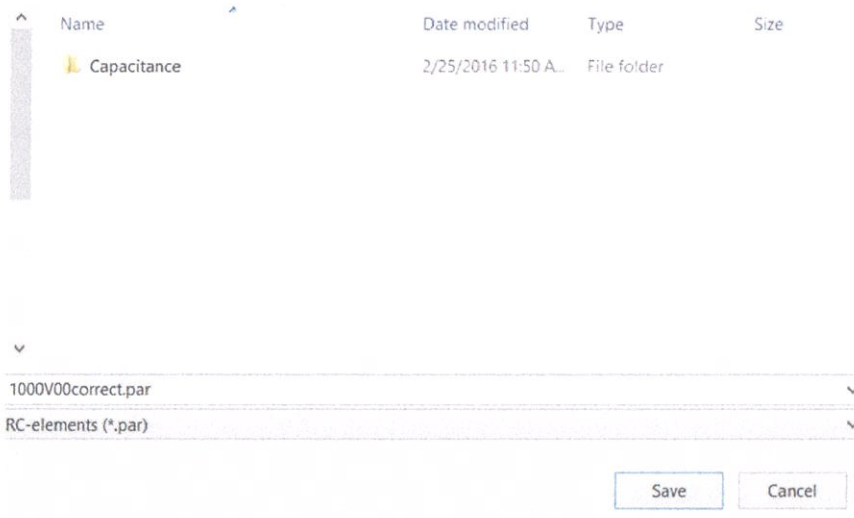 Name Date modified Type Size
Capacitance 2/25/2016 11:50 A... File folder
1000V00correct.par
RC-elements (*.par)
Save Cancel